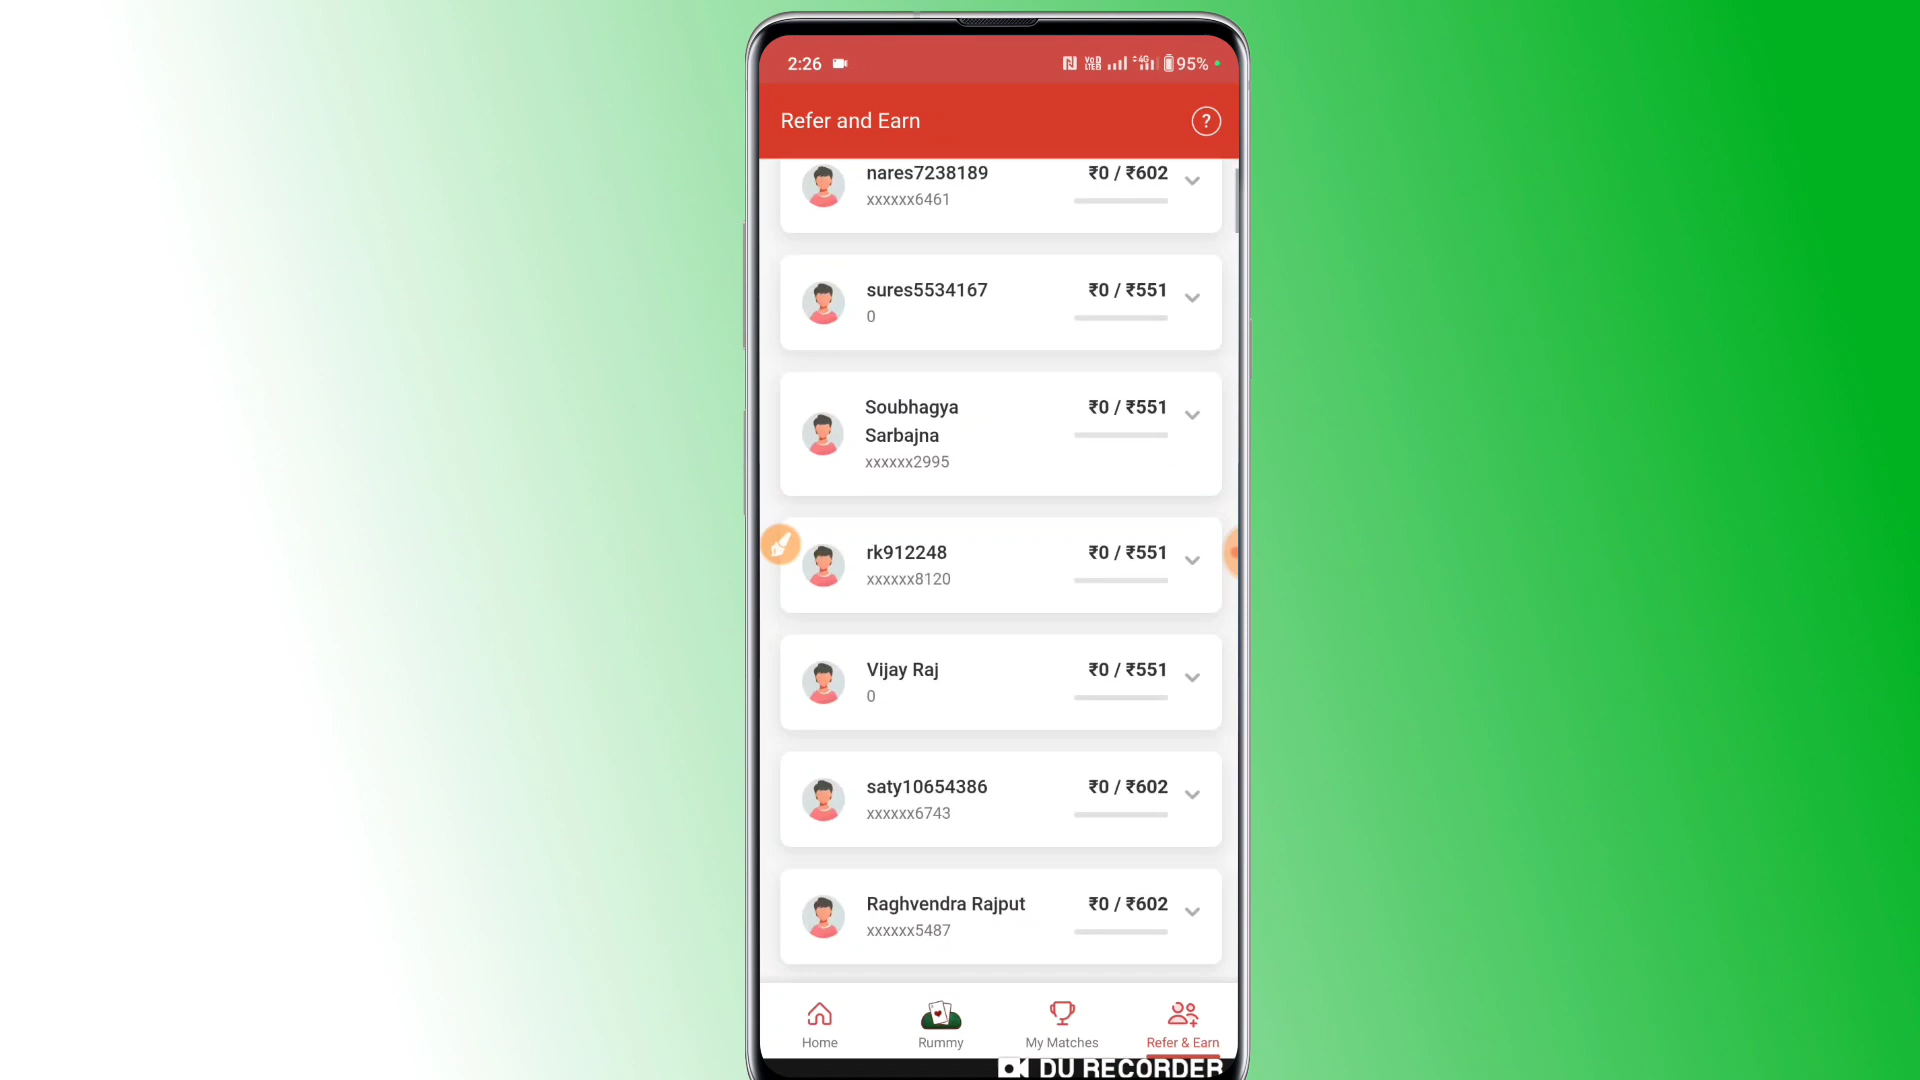 2:26 95%
Refer and Earn ?
nares7238189 ₹0 / ₹602
xxxxxx6461
sures5534167 ₹0 / ₹551
0
Soubhagya ₹0 / ₹551
Sarbajna
xxxxxx2995
rk912248 ₹0 / ₹551
xxxxxx8120
Vijay Raj ₹0 / ₹551
0
saty10654386 ₹0 / ₹602
xxxxxx6743
Raghvendra Rajput ₹0 / ₹602
xxxxxx5487
Home Rummy My Matches Refer & Earn
DU RECORDER